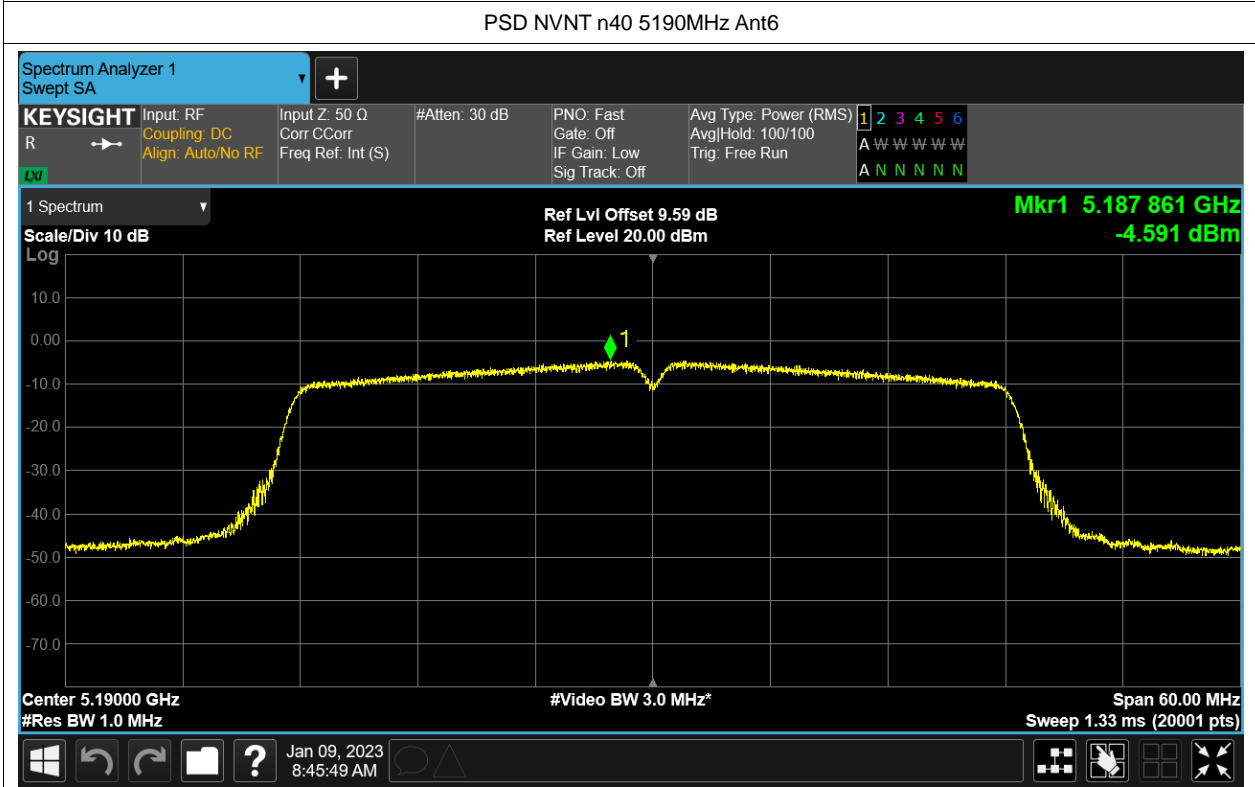 PSD NVNT n40 5190MHz Ant6
Spectrum Analyzer 1
Swept SA
KEYSIGHT
R
LXI
Input: RF
Coupling: DC
Align: Auto/No RF
Input Z: 50 Ω
Corr CCorr
Freq Ref: Int (S)
#Atten: 30 dB
PNO: Fast
Gate: Off
IF Gain: Low
Sig Track: Off
Avg Type: Power (RMS)
Avg|Hold: 100/100
Trig: Free Run
1 2 3 4 5 6
A W W W W W
A N N N N N
1 Spectrum
Scale/Div 10 dB
Log
Ref Lvl Offset 9.59 dB
Ref Level 20.00 dBm
Mkr1 5.187 861 GHz
-4.591 dBm
10.0
0.00
-10.0
-20.0
-30.0
-40.0
-50.0
-60.0
-70.0
1
Center 5.19000 GHz
#Res BW 1.0 MHz
#Video BW 3.0 MHz*
Span 60.00 MHz
Sweep 1.33 ms (20001 pts)
?
Jan 09, 2023
8:45:49 AM